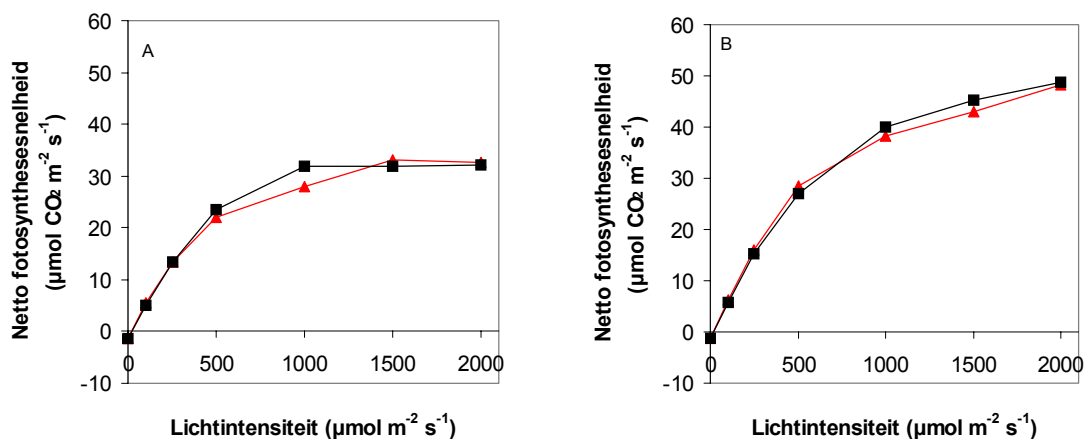 A
Netto fotosynthesesnelheid
(µmol CO₂ m⁻² s⁻¹)
60
50
40
30
20
10
0
-10
0 500 1000 1500 2000
Lichtintensiteit (µmol m⁻² s⁻¹)
B
Netto fotosynthesesnelheid
(µmol CO₂ m⁻² s⁻¹)
60
50
40
30
20
10
0
-10
0 500 1000 1500 2000
Lichtintensiteit (µmol m⁻² s⁻¹)